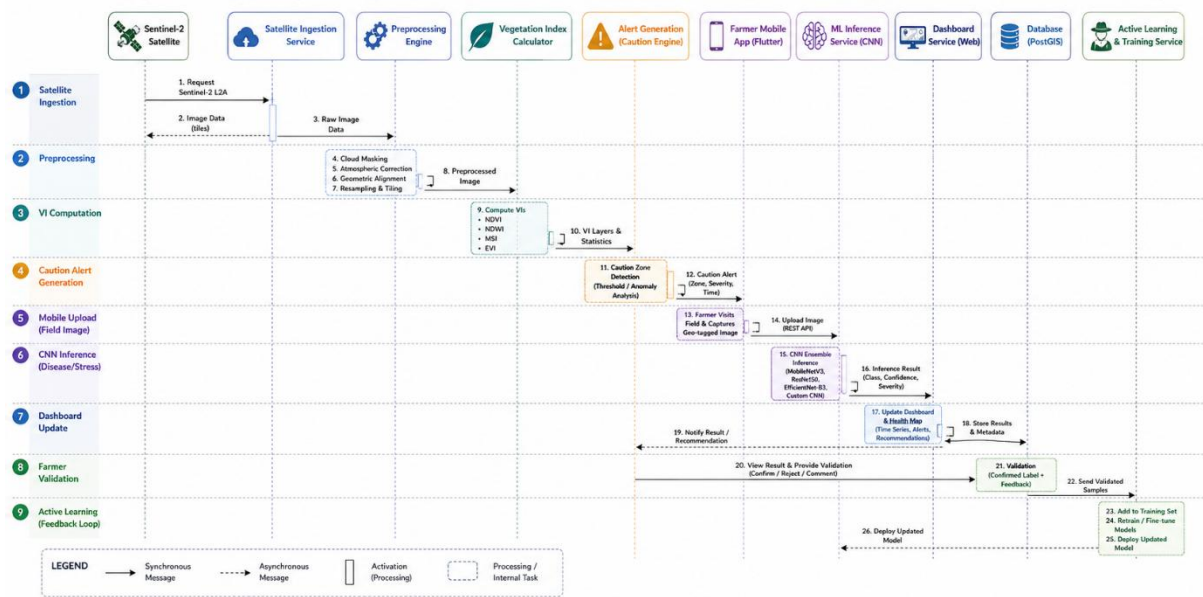 Sentinel-2
Satellite
Satellite Ingestion
Service
Preprocessing
Engine
Vegetation Index
Calculator
Alert Generation
(Caution Engine)
Farmer Mobile
App (Flutter)
ML Inference
Service (CNN)
Dashboard
Service (Web)
Database
(PostGIS)
Active Learning
& Training Service
1 Satellite
Ingestion
1. Request
Sentinel-2 L2A
2. Image Data
(tiles)
3. Raw Image
Data
2 Preprocessing
4. Cloud Masking
5. Atmospheric Correction
6. Geometric Alignment
7. Resampling & Tiling
8. Preprocessed
Image
3 VI Computation
9. Compute VIs
• NDVI
• NDWI
• MSI
• EVI
10. VI Layers &
Statistics
4 Caution Alert
Generation
11. Caution Zone
Detection
(Threshold / Anomaly
Analysis)
12. Caution Alert
(Zone, Severity,
Time)
5 Mobile Upload
(Field Image)
13. Farmer Visits
Field & Captures
Geo-tagged Image
14. Upload Image
(REST API)
6 CNN Inference
(Disease/Stress)
15. CNN Ensemble
Inference
(MobileNetV3,
ResNet50,
EfficientNet-B3,
Custom CNN)
16. Inference Result
(Class, Confidence,
Severity)
7 Dashboard
Update
17. Update Dashboard
& Health Map
(Time Series, Alerts,
Recommendations)
18. Store Results
& Metadata
19. Notify Result /
Recommendation
8 Farmer
Validation
20. View Result & Provide Validation
(Confirm / Reject / Comment)
21. Validation
(Confirmed Label +
Feedback)
22. Send Validated
Samples
9 Active Learning
(Feedback Loop)
23. Add to Training Set
24. Retrain / Fine-tune
Models
25. Deploy Updated
Model
26. Deploy Updated
Model
LEGEND
Synchronous
Message
Asynchronous
Message
Activation
(Processing)
Processing /
Internal Task